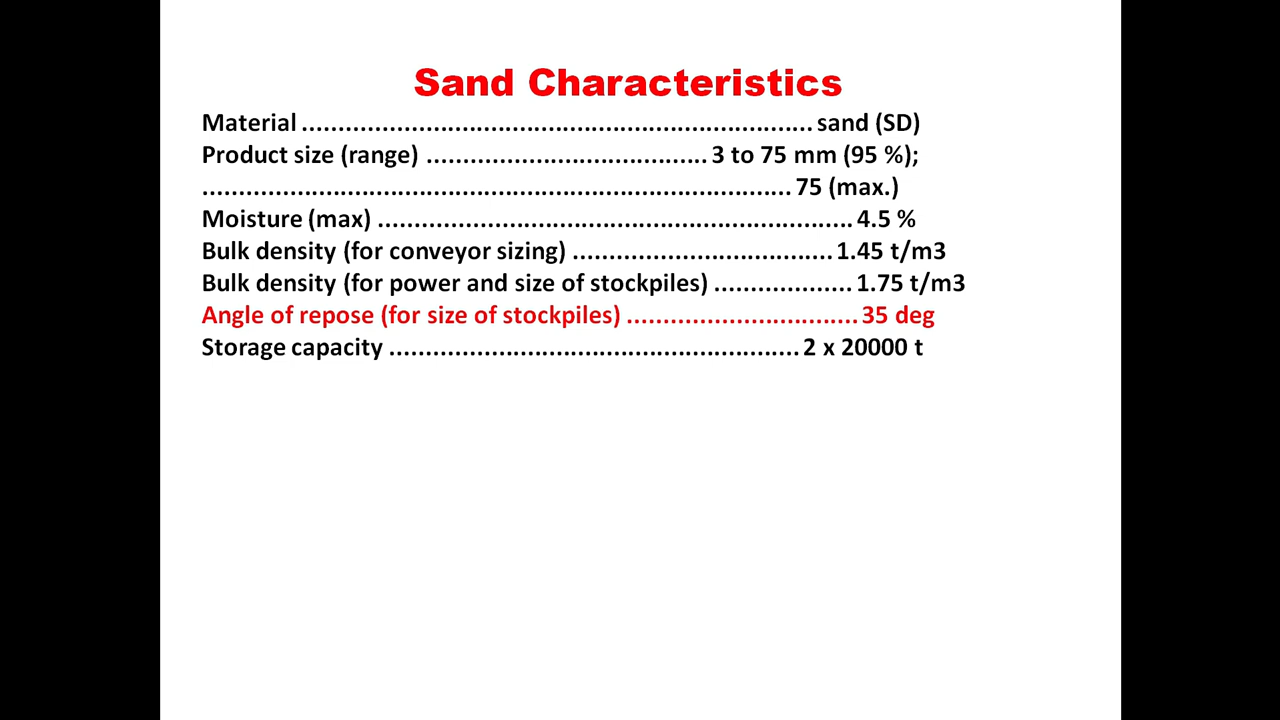 Sand Characteristics
Material ...................................................................... sand (SD)
Product size (range) ....................................... 3 to 75 mm (95 %);
................................................................................. 75 (max.)
Moisture (max) ................................................................. 4.5 %
Bulk density (for conveyor sizing) .................................... 1.45 t/m3
Bulk density (for power and size of stockpiles) ................... 1.75 t/m3
Angle of repose (for size of stockpiles) ................................ 35 deg
Storage capacity ......................................................... 2 x 20000 t